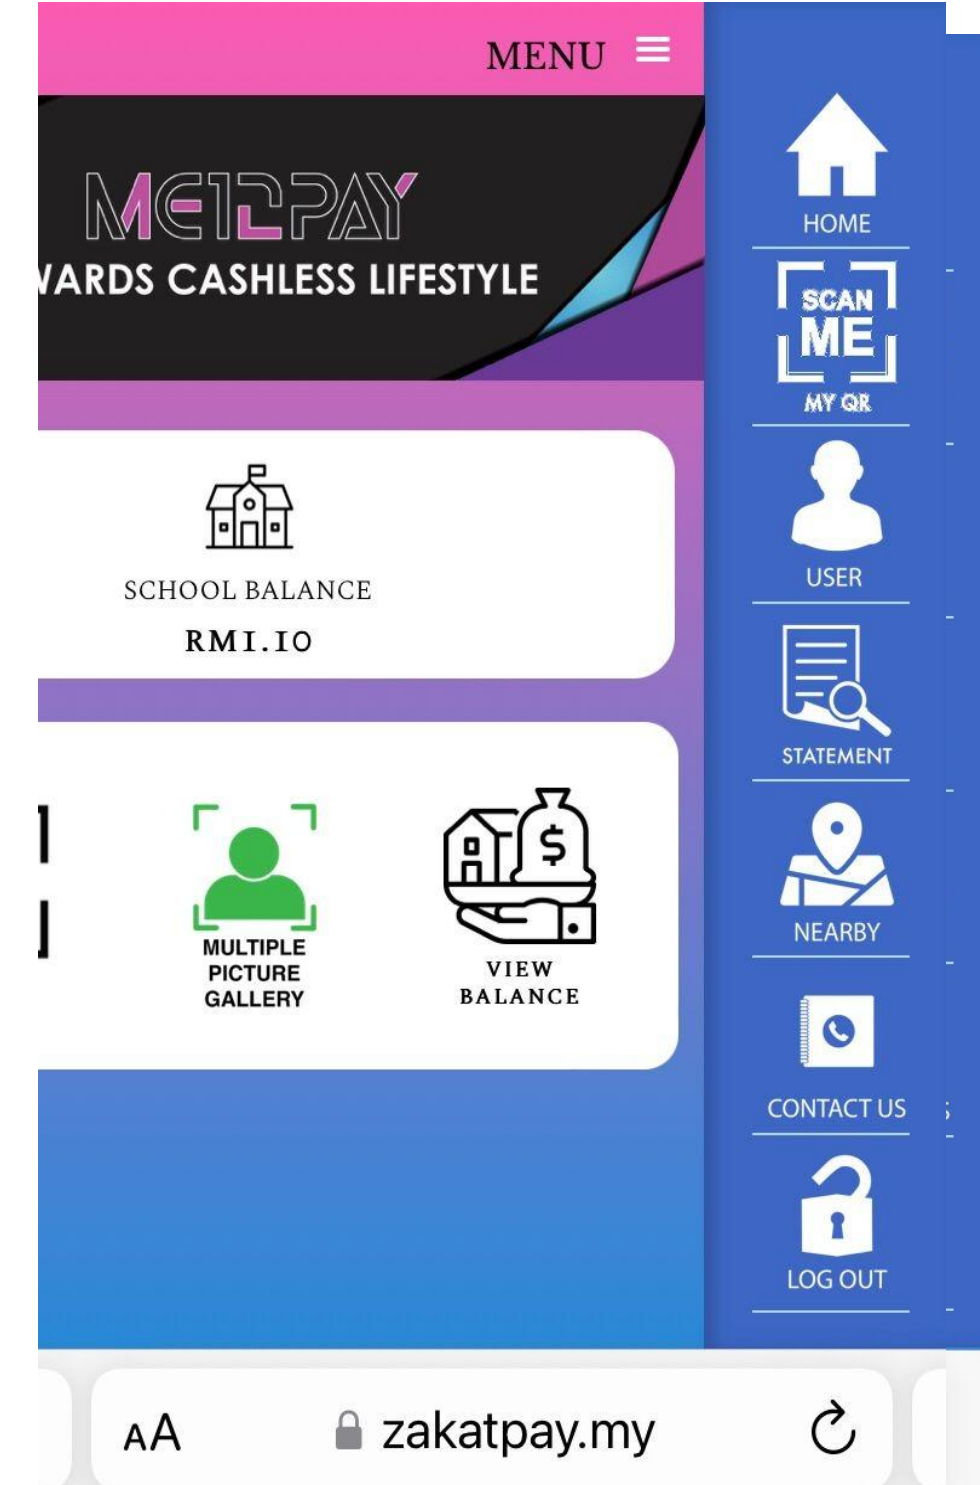 MENU
ME12PAY
WARDS CASHLESS LIFESTYLE
SCHOOL BALANCE
RM1.10
MULTIPLE
PICTURE
GALLERY
VIEW
BALANCE
HOME
SCAN
ME
MY QR
USER
STATEMENT
NEARBY
CONTACT US
LOG OUT
AA
zakatpay.my